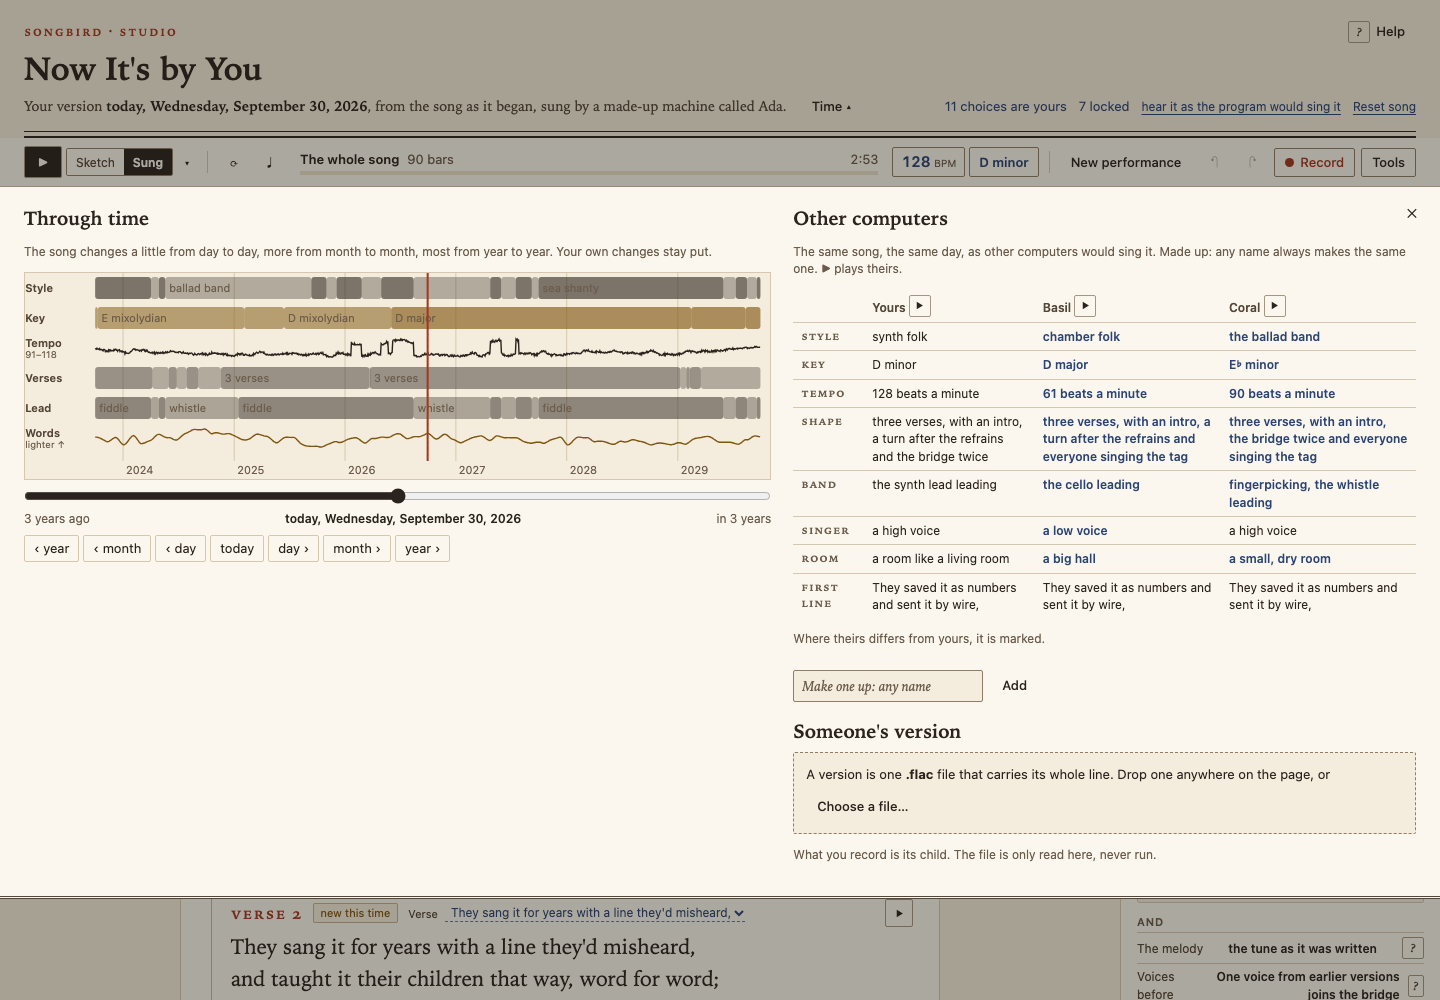 SONGBIRD · STUDIO
? Help
Now It's by You
Your version today, Wednesday, September 30, 2026, from the song as it began, sung by a made-up machine called Ada.
Time
11 choices are yours 7 locked hear it as the program would sing it Reset song
Sketch Sung
The whole song 90 bars
2:53
128 BPM
D minor
New performance
Record
Tools
Through time
The song changes a little from day to day, more from month to month, most from year to year. Your own changes stay put.
Style ballad band sea shanty
Key E mixolydian D mixolydian D major
Tempo
91–118
Verses 3 verses 3 verses
Lead fiddle whistle fiddle whistle fiddle
Words
lighter ↑
2024 2025 2026 2027 2028 2029
3 years ago today, Wednesday, September 30, 2026 in 3 years
‹ year ‹ month ‹ day today day › month › year ›
Other computers
×
The same song, the same day, as other computers would sing it. Made up: any name always makes the same
one. ▶ plays theirs.
Yours Basil Coral
STYLE synth folk chamber folk the ballad band
KEY D minor D major E♭ minor
TEMPO 128 beats a minute 61 beats a minute 90 beats a minute
SHAPE three verses, with an intro, three verses, with an intro, a three verses, with an intro,
a turn after the refrains turn after the refrains and the bridge twice and everyone
and the bridge twice everyone singing the tag singing the tag
BAND the synth lead leading the cello leading fingerpicking, the whistle
leading
SINGER a high voice a low voice a high voice
ROOM a room like a living room a big hall a small, dry room
FIRST They saved it as numbers They saved it as numbers and They saved it as numbers and
LINE and sent it by wire, sent it by wire, sent it by wire,
Where theirs differs from yours, it is marked.
Make one up: any name
Add
Someone's version
A version is one .flac file that carries its whole line. Drop one anywhere on the page, or
Choose a file...
What you record is its child. The file is only read here, never run.
VERSE 2 new this time Verse They sang it for years with a line they'd misheard,
They sang it for years with a line they'd misheard,
and taught it their children that way, word for word;
AND
The melody the tune as it was written ?
Voices One voice from earlier versions ?
before joins the bridge